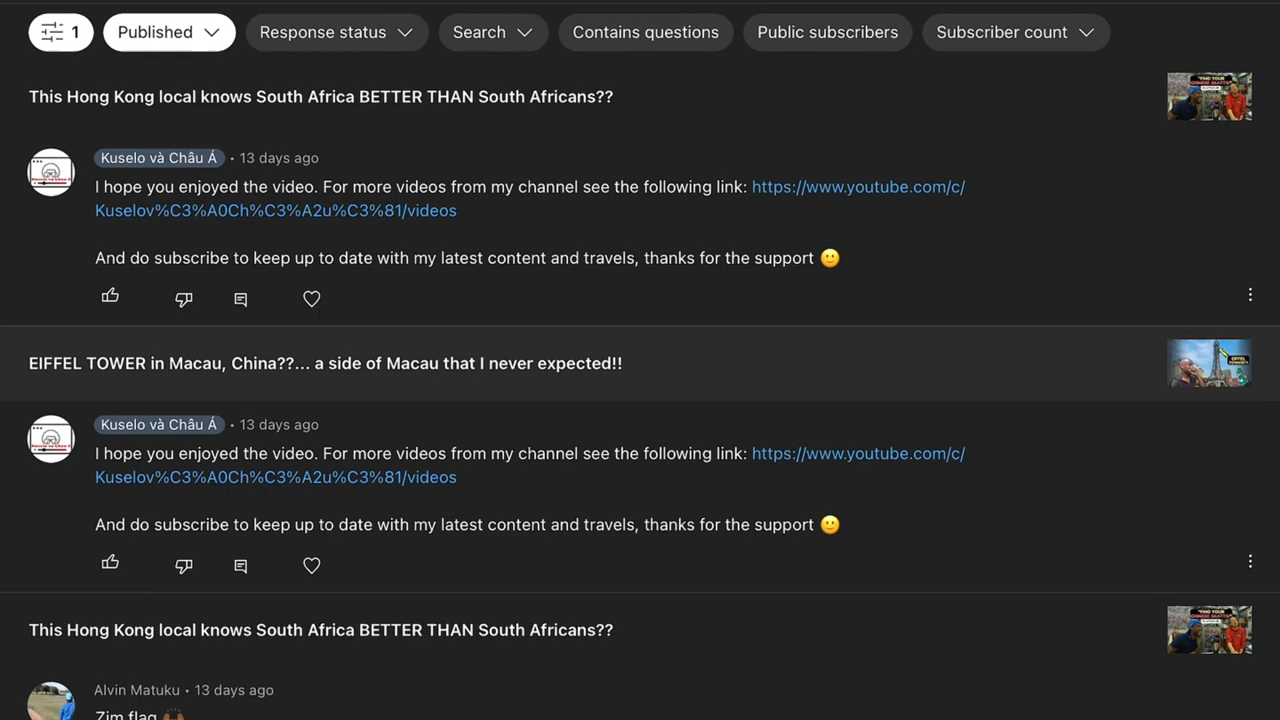 1 Published Response status Search Contains questions Public subscribers Subscriber count
This Hong Kong local knows South Africa BETTER THAN South Africans??
Kuselo và Châu Á • 13 days ago
I hope you enjoyed the video. For more videos from my channel see the following link: https://www.youtube.com/c/
Kuselov%C3%A0Ch%C3%A2u%C3%81/videos
And do subscribe to keep up to date with my latest content and travels, thanks for the support 🙂
EIFFEL TOWER in Macau, China??... a side of Macau that I never expected!!
EIFFEL
TOWER??
Kuselo và Châu Á • 13 days ago
I hope you enjoyed the video. For more videos from my channel see the following link: https://www.youtube.com/c/
Kuselov%C3%A0Ch%C3%A2u%C3%81/videos
And do subscribe to keep up to date with my latest content and travels, thanks for the support 🙂
This Hong Kong local knows South Africa BETTER THAN South Africans??
Alvin Matuku • 13 days ago
Zim flag 🙌🏾